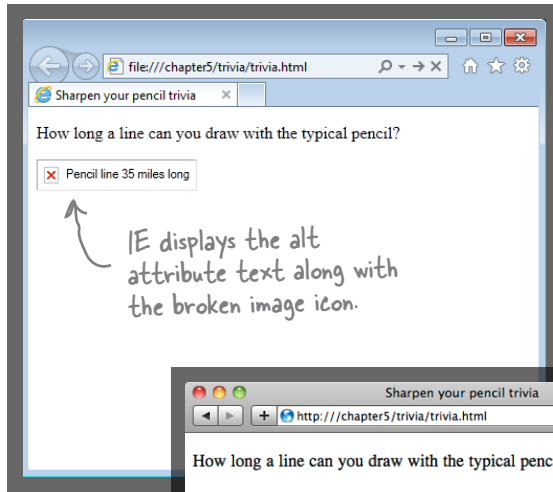 file:///chapter5/trivia/trivia.html
Sharpen your pencil trivia
How long a line can you draw with the typical pencil?
Pencil line 35 miles long
IE displays the alt
attribute text along with
the broken image icon.
Sharpen your pencil trivia
http:///chapter5/trivia/trivia.html
How long a line can you draw with the typical penc